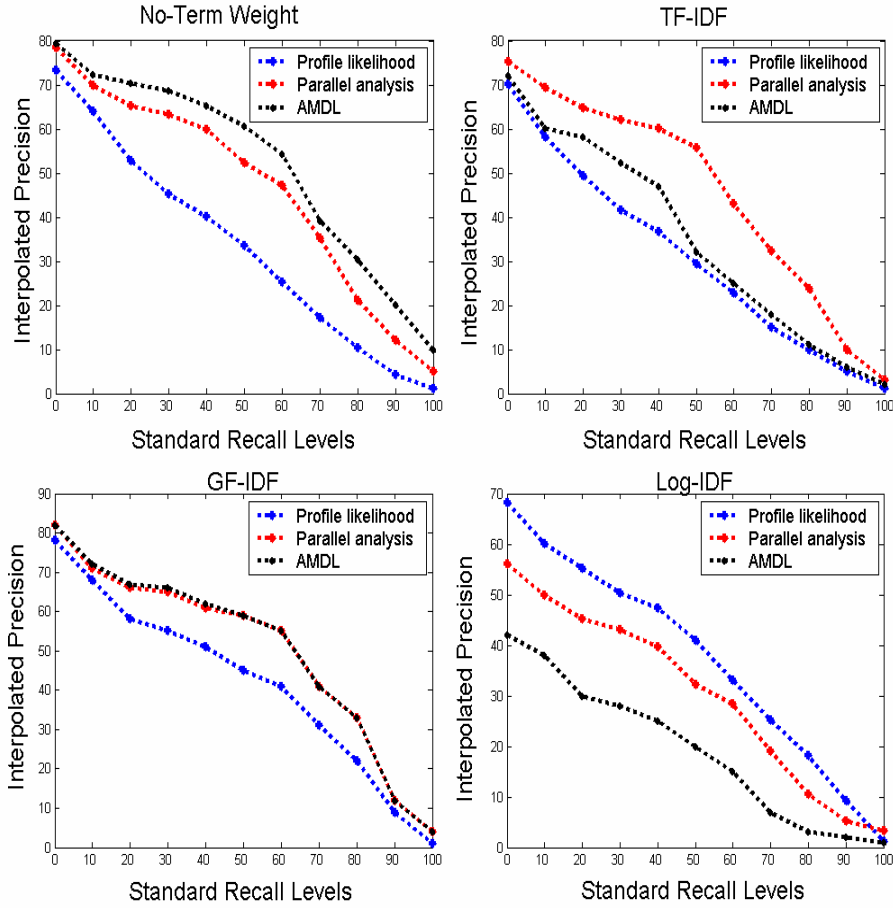 No-Term Weight
80
70
60
50
40
30
20
10
0
Interpolated Precision
Profile likelihood
Parallel analysis
AMDL
0 10 20 30 40 50 60 70 80 90 100
Standard Recall Levels
TF-IDF
80
70
60
50
40
30
20
10
0
Interpolated Precision
Profile likelihood
Parallel analysis
AMDL
0 10 20 30 40 50 60 70 80 90 100
Standard Recall Levels
GF-IDF
90
80
70
60
50
40
30
20
10
0
Interpolated Precision
Profile likelihood
Parallel analysis
AMDL
0 10 20 30 40 50 60 70 80 90 100
Standard Recall Levels
Log-IDF
70
60
50
40
30
20
10
0
Interpolated Precision
Profile likelihood
Parallel analysis
AMDL
0 10 20 30 40 50 60 70 80 90 100
Standard Recall Levels